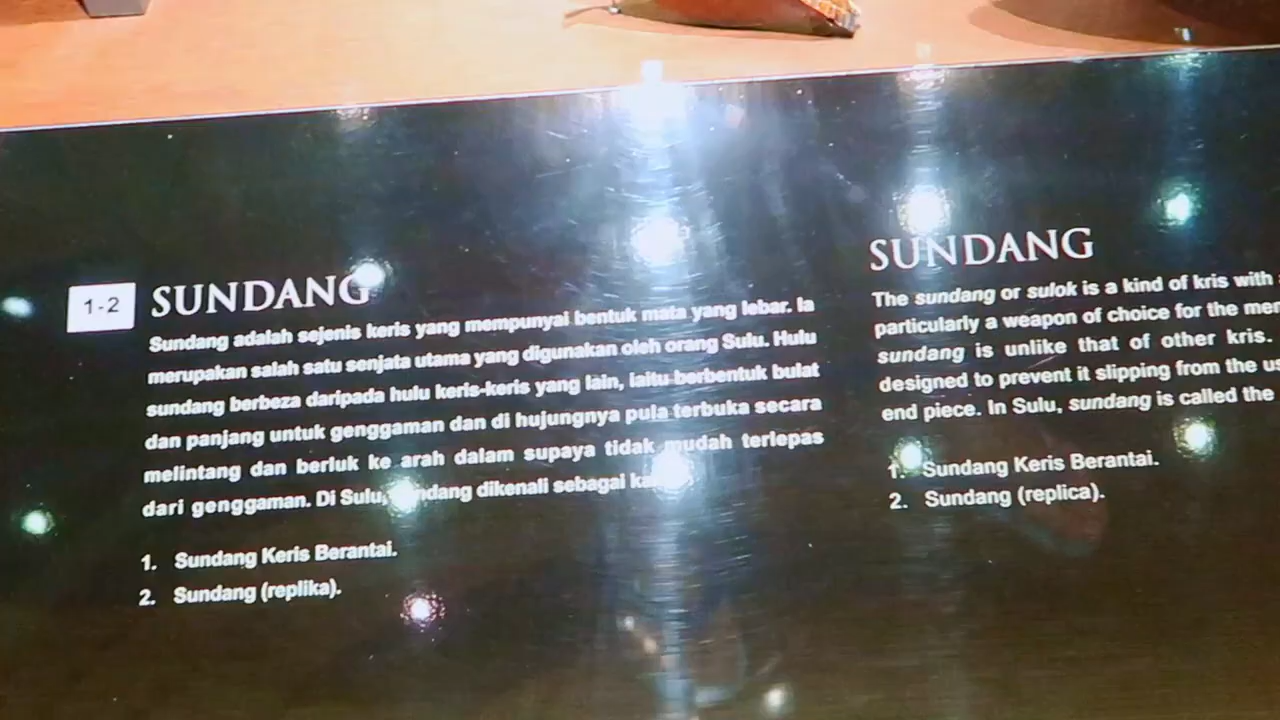 1-2
SUNDANG
Sundang adalah sejenis keris yang mempunyai bentuk mata yang lebar. Ia
merupakan salah satu senjata utama yang digunakan oleh orang Sulu. Hulu
sundang berbeza daripada hulu keris-keris yang lain, iaitu berbentuk bulat
dan panjang untuk genggaman dan di hujungnya pula terbuka secara
melintang dan berluk ke arah dalam supaya tidak mudah terlepas
dari genggaman. Di Sulu, dikenali sebagai
1. Sundang Keris Berantai.
2. Sundang (replika).
SUNDANG
The sundang or sulok is a kind of kris with
particularly a weapon of choice for the
sundang is unlike that of other kris.
designed to prevent it slipping from the
end piece. In Sulu, sundang is called the
1. Sundang Keris Berantai.
2. Sundang (replica).